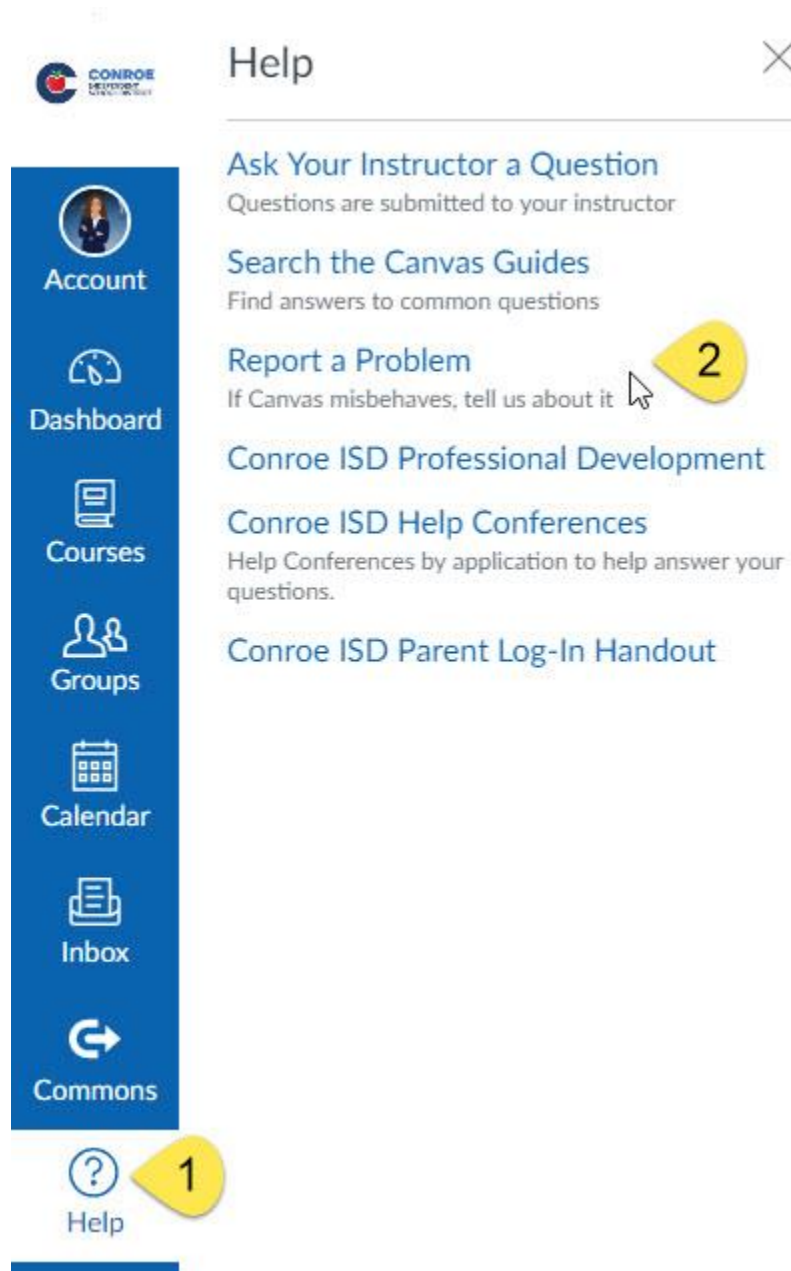 CONROE
Help
Ask Your Instructor a Question
Questions are submitted to your instructor
Search the Canvas Guides
Find answers to common questions
Report a Problem
If Canvas misbehaves, tell us about it
2
Conroe ISD Professional Development
Conroe ISD Help Conferences
Help Conferences by application to help answer your
questions.
Conroe ISD Parent Log-In Handout
Account
Dashboard
Courses
Groups
Calendar
Inbox
Commons
Help
1